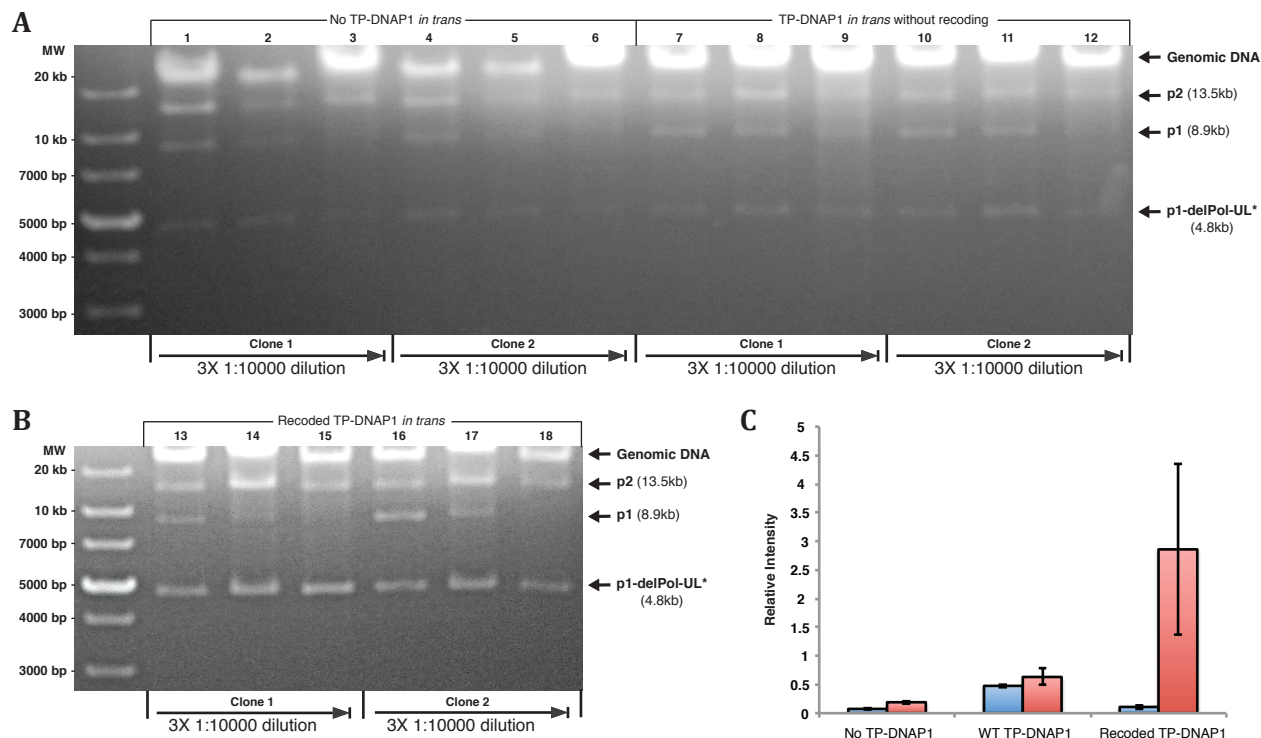 A
No TP-DNAP1 in trans
TP-DNAP1 in trans without recoding
MW 1 2 3 4 5 6 7 8 9 10 11 12
20 kb
10 kb
7000 bp
5000 bp
4000 bp
3000 bp
Genomic DNA
p2 (13.5kb)
p1 (8.9kb)
p1-delPol-UL*
(4.8kb)
Clone 1
3X 1:10000 dilution
Clone 2
3X 1:10000 dilution
Clone 1
3X 1:10000 dilution
Clone 2
3X 1:10000 dilution
B
Recoded TP-DNAP1 in trans
MW 13 14 15 16 17 18
20 kb
10 kb
7000 bp
5000 bp
4000 bp
3000 bp
Genomic DNA
p2 (13.5kb)
p1 (8.9kb)
p1-delPol-UL*
(4.8kb)
Clone 1
3X 1:10000 dilution
Clone 2
3X 1:10000 dilution
C
Relative Intensity
5
4.5
4
3.5
3
2.5
2
1.5
1
0.5
0
No TP-DNAP1
WT TP-DNAP1
Recoded TP-DNAP1